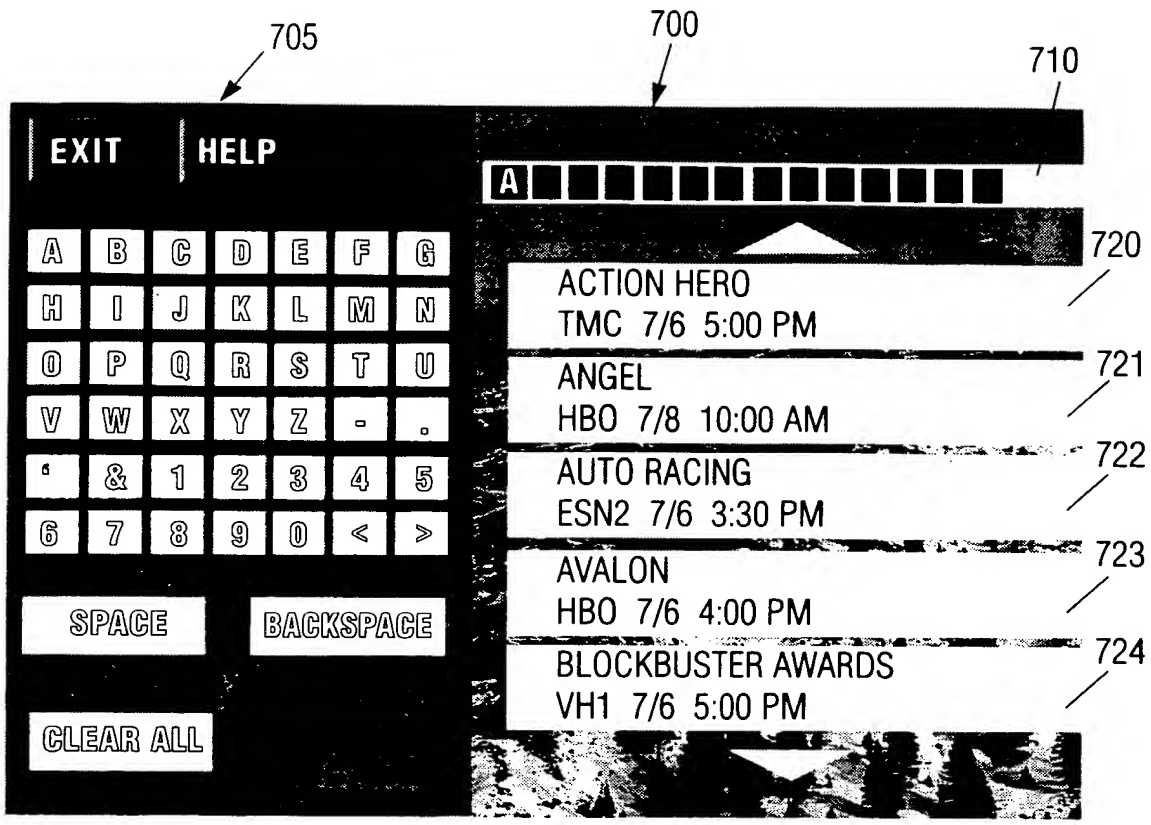 705
700
710
EXIT HELP
A
A B C D E F G
H I J K L M N
O P Q R S T U
V W X Y Z - .
‘ & 1 2 3 4 5
6 7 8 9 0 < >
SPACE BACKSPACE
CLEAR ALL
ACTION HERO
TMC 7/6 5:00 PM
720
ANGEL
HBO 7/8 10:00 AM
721
AUTO RACING
ESN2 7/6 3:30 PM
722
AVALON
HBO 7/6 4:00 PM
723
BLOCKBUSTER AWARDS
VH1 7/6 5:00 PM
724